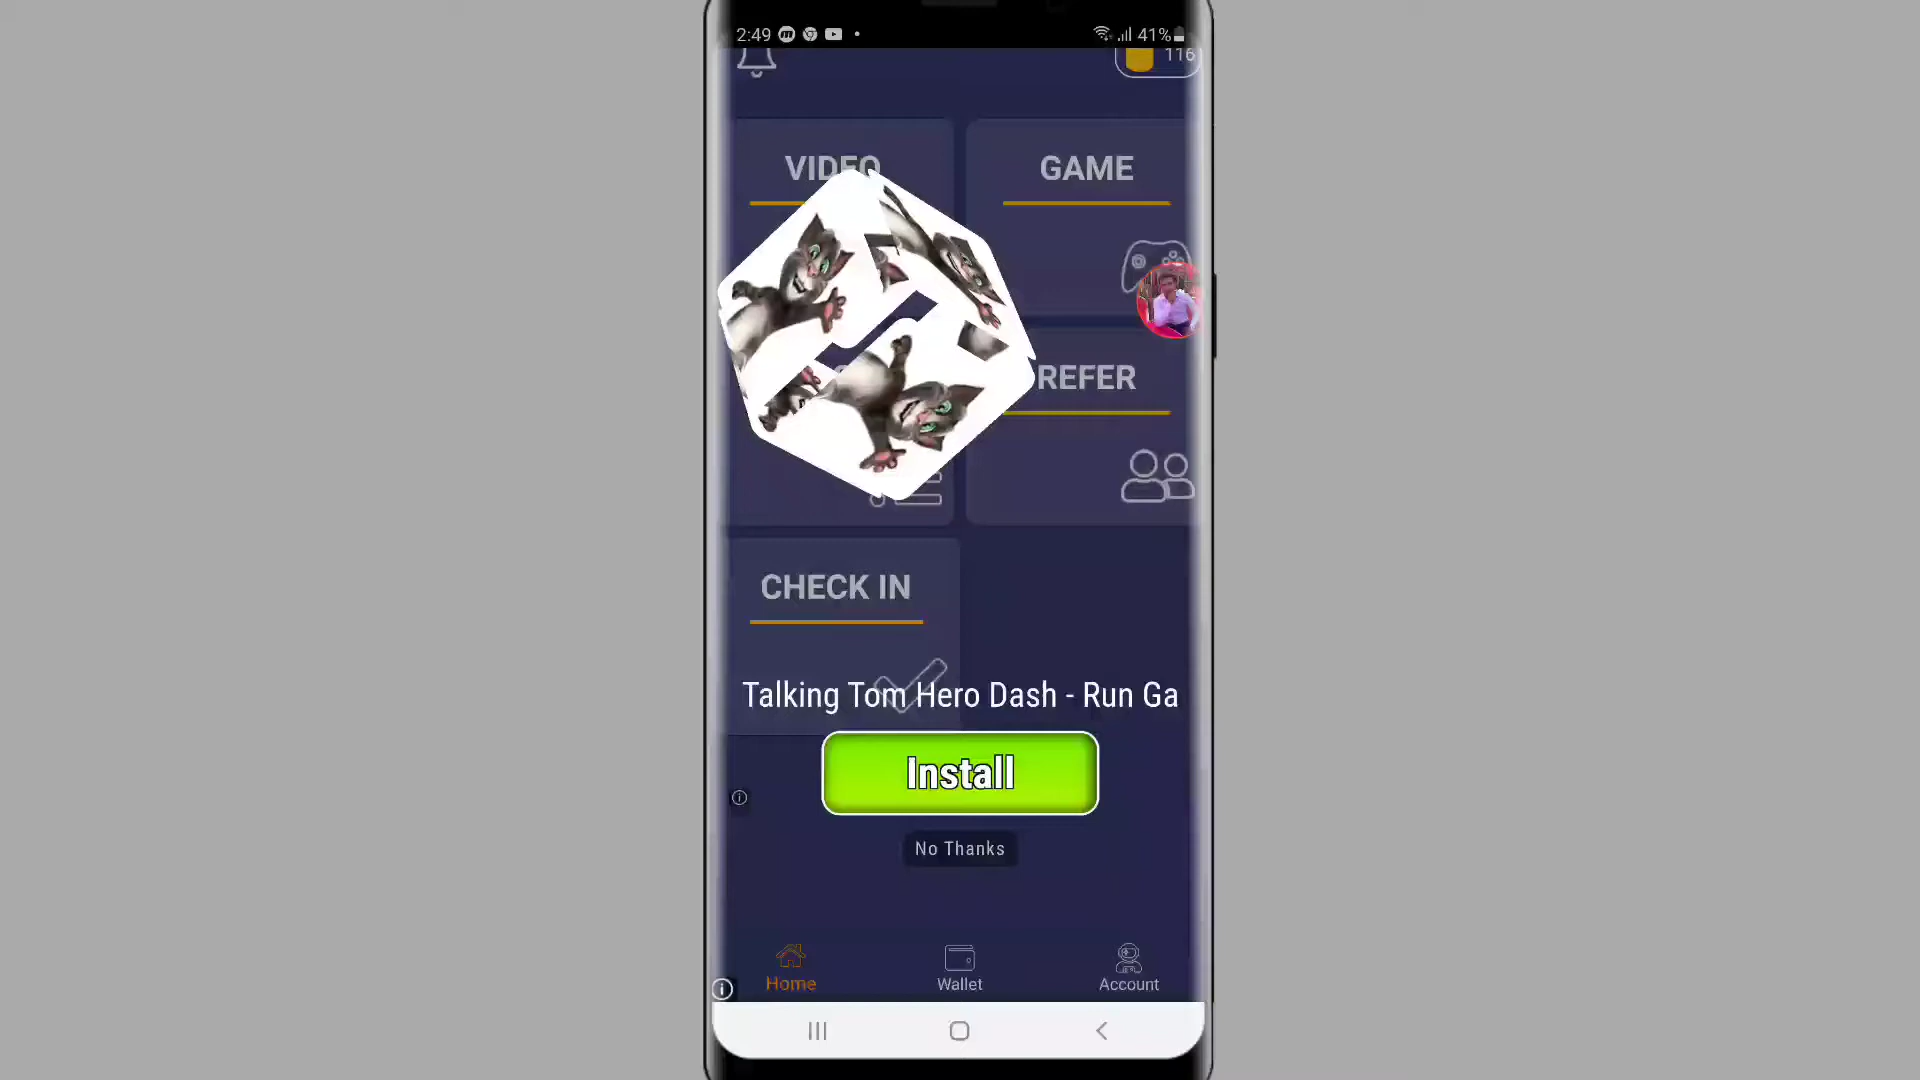 2:49
41%
116
VIDEO
GAME
REFER
CHECK IN
Talking Tom Hero Dash - Run Ga
Install
No Thanks
Home
Wallet
Account